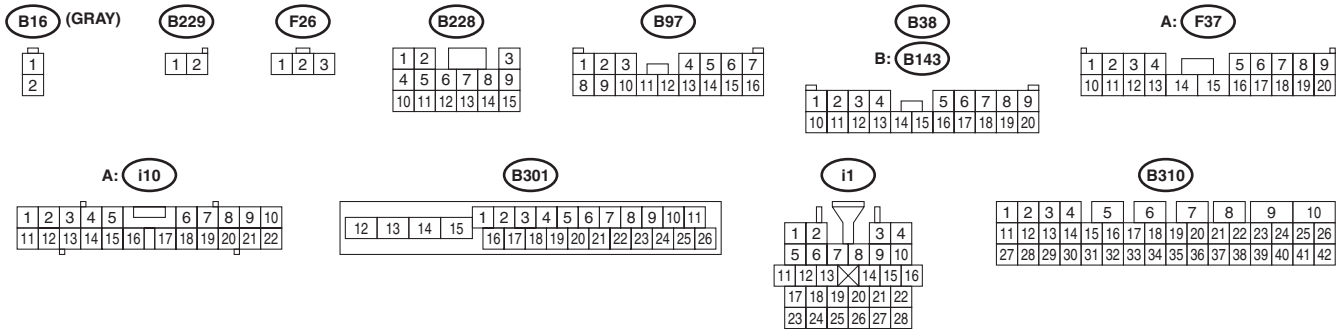 B16 (GRAY) B229 F26 B228 B97 B38 A: F37
B: B143
1
2
1 2
1 2 3
1 2 3
4 5 6 7 8 9
10 11 12 13 14 15
1 2 3 4 5 6 7
8 9 10 11 12 13 14 15 16
1 2 3 4 5 6 7 8 9
10 11 12 13 14 15 16 17 18 19 20
1 2 3 4 5 6 7 8 9
10 11 12 13 14 15 16 17 18 19 20
A: i10 B301 i1 B310
1 2 3 4 5 6 7 8 9 10
11 12 13 14 15 16 17 18 19 20 21 22
12 13 14 15 1 2 3 4 5 6 7 8 9 10 11
16 17 18 19 20 21 22 23 24 25 26
1 2 3 4
5 6 7 8 9 10
11 12 13 14 15 16
17 18 19 20 21 22
23 24 25 26 27 28
1 2 3 4 5 6 7 8 9 10
11 12 13 14 15 16 17 18 19 20 21 22 23 24 25 26
27 28 29 30 31 32 33 34 35 36 37 38 39 40 41 42